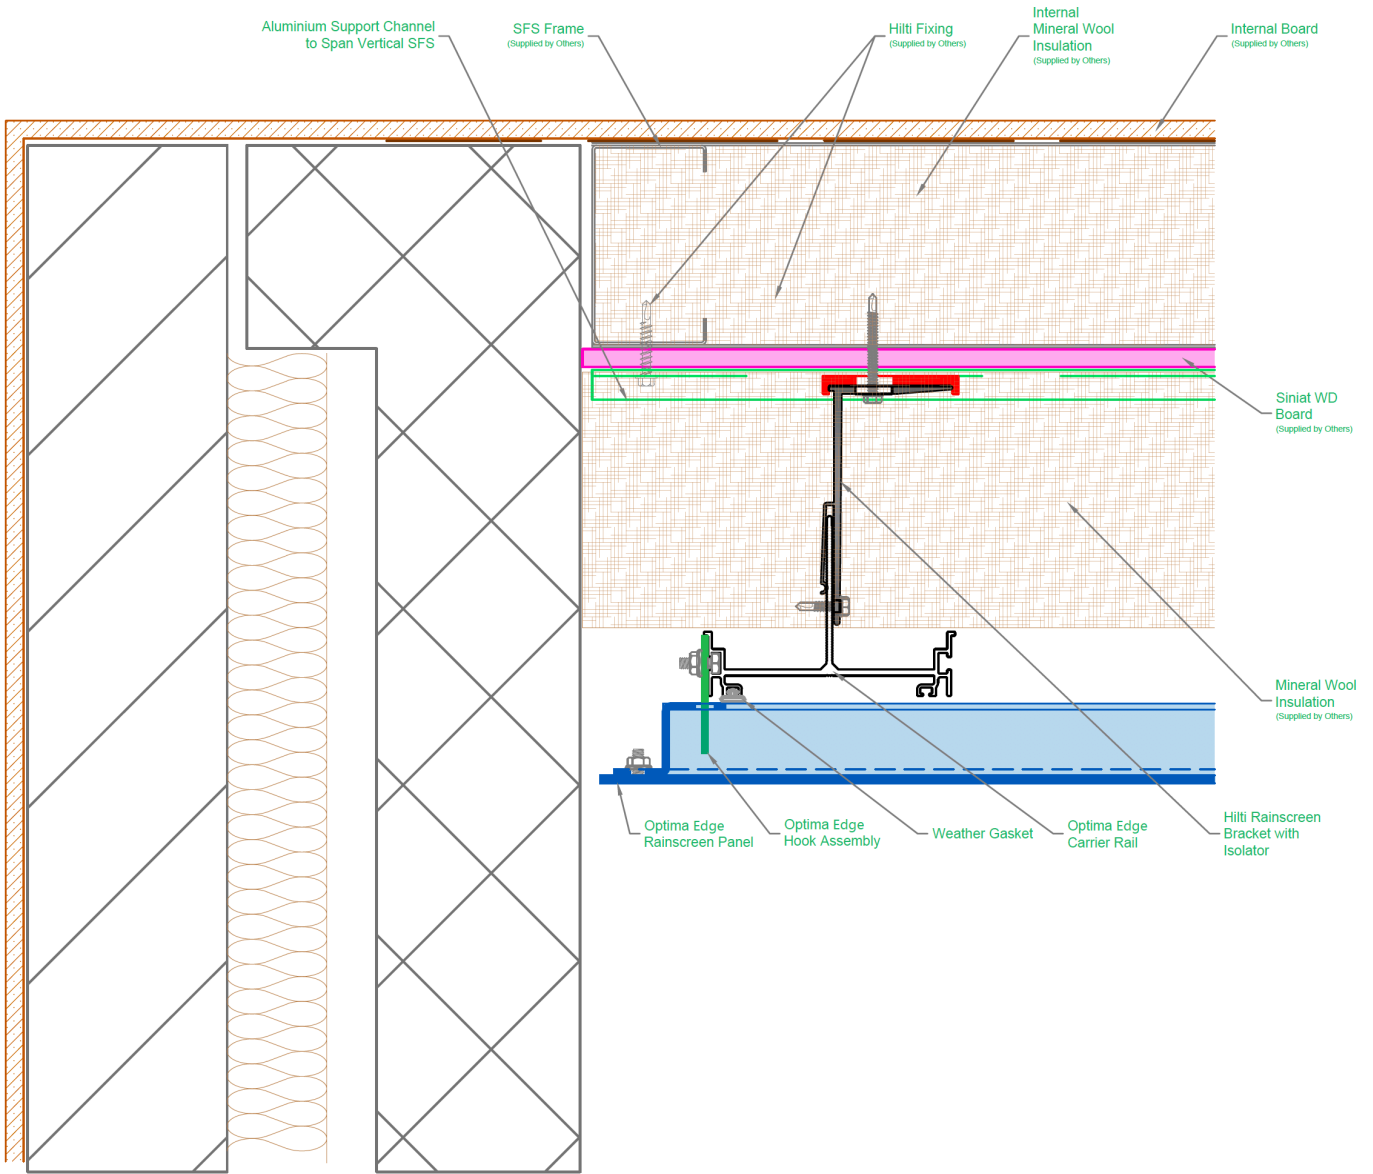 Aluminium Support Channel
to Span Vertical SFS
SFS Frame
(Supplied by Others)
Hilti Fixing
(Supplied by Others)
Internal
Mineral Wool
Insulation
(Supplied by Others)
Internal Board
(Supplied by Others)
Siniat WD
Board
(Supplied by Others)
Mineral Wool
Insulation
(Supplied by Others)
Optima Edge
Rainscreen Panel
Optima Edge
Hook Assembly
Weather Gasket
Optima Edge
Carrier Rail
Hilti Rainscreen
Bracket with
Isolator